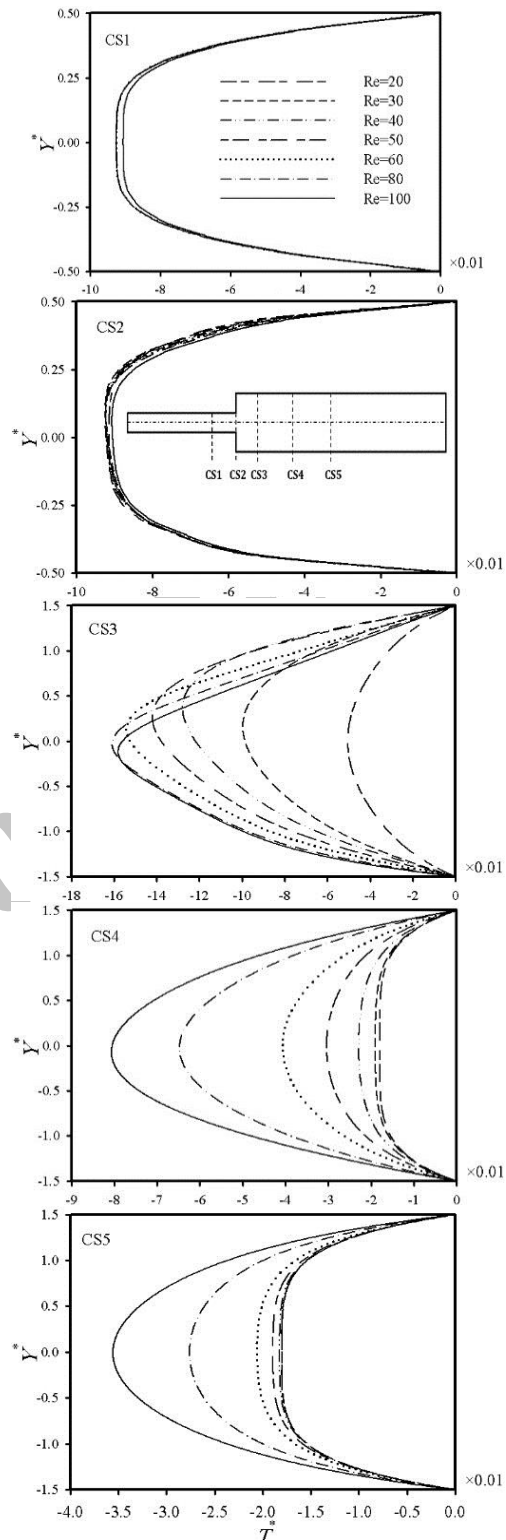 CS1
Re=20
Re=30
Re=40
Re=50
Re=60
Re=80
Re=100
Y*
0.50
0.25
0.00
-0.25
-0.50
-10 -8 -6 -4 -2 0
×0.01
CS2
Y*
0.50
0.25
0.00
-0.25
-0.50
CS1 CS2 CS3 CS4 CS5
-10 -8 -6 -4 -2 0
×0.01
CS3
Y*
1.5
1.0
0.5
0.0
-0.5
-1.0
-1.5
-18 -16 -14 -12 -10 -8 -6 -4 -2 0
×0.01
CS4
Y*
1.5
1.0
0.5
0.0
-0.5
-1.0
-1.5
-9 -8 -7 -6 -5 -4 -3 -2 -1 0
×0.01
CS5
Y*
1.5
1.0
0.5
0.0
-0.5
-1.0
-1.5
-4.0 -3.5 -3.0 -2.5 -2.0 -1.5 -1.0 -0.5 0.0
×0.01
T*